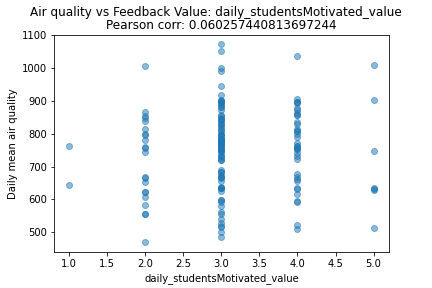 Air quality vs Feedback Value: daily_studentsMotivated_value
Pearson corr: 0.060257440813697244
1100
1000
900
800
700
600
500
Daily mean air quality
1.0 1.5 2.0 2.5 3.0 3.5 4.0 4.5 5.0
daily_studentsMotivated_value